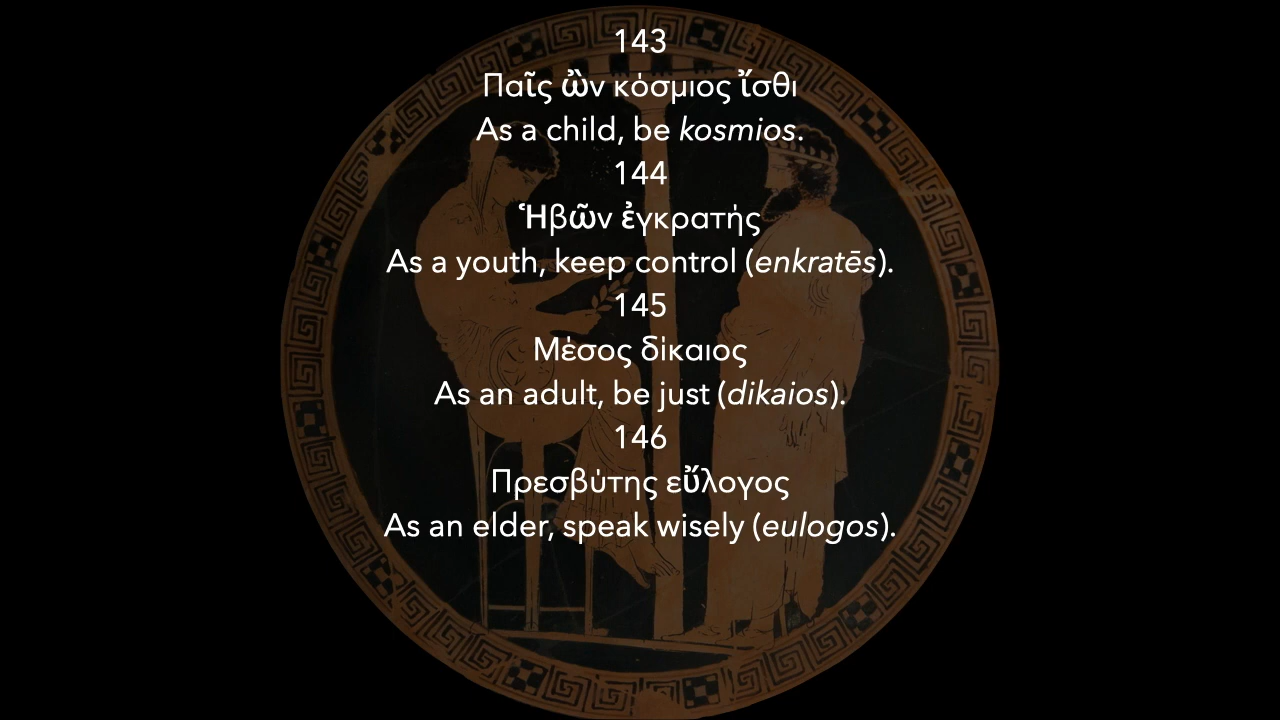 143
Παῖς ὢν κόσμιος ἴσθι
As a child, be kosmios.
144
Ἡβῶν ἐγκρατής
As a youth, keep control (enkratēs).
145
Μέσος δίκαιος
As an adult, be just (dikaios).
146
Πρεσβύτης εὔλογος
As an elder, speak wisely (eulogos).